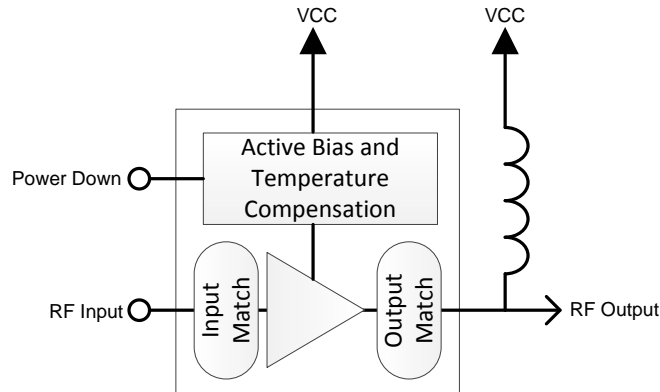 VCC
VCC
Active Bias and
Temperature
Compensation
Power Down
RF Input
Input
Match
Output
Match
RF Output